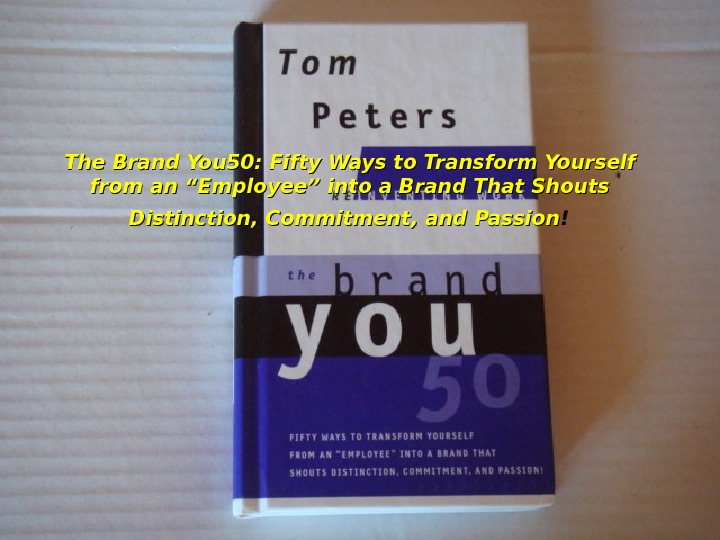 Tom
Peters
The Brand You50: Fifty Ways to Transform Yourself
from an “Employee” into a Brand That Shouts
REINVENTING WORK
Distinction, Commitment, and Passion!
the brand
you
50
FIFTY WAYS TO TRANSFORM YOURSELF
FROM AN "EMPLOYEE" INTO A BRAND THAT
SHOUTS DISTINCTION, COMMITMENT, AND PASSION!